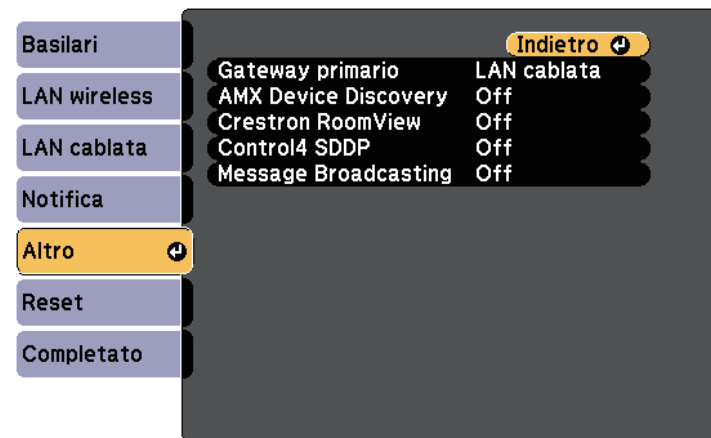 Basilari
LAN wireless
LAN cablata
Notifica
Altro
Reset
Completato
Indietro
Gateway primario LAN cablata
AMX Device Discovery Off
Crestron RoomView Off
Control4 SDDP Off
Message Broadcasting Off